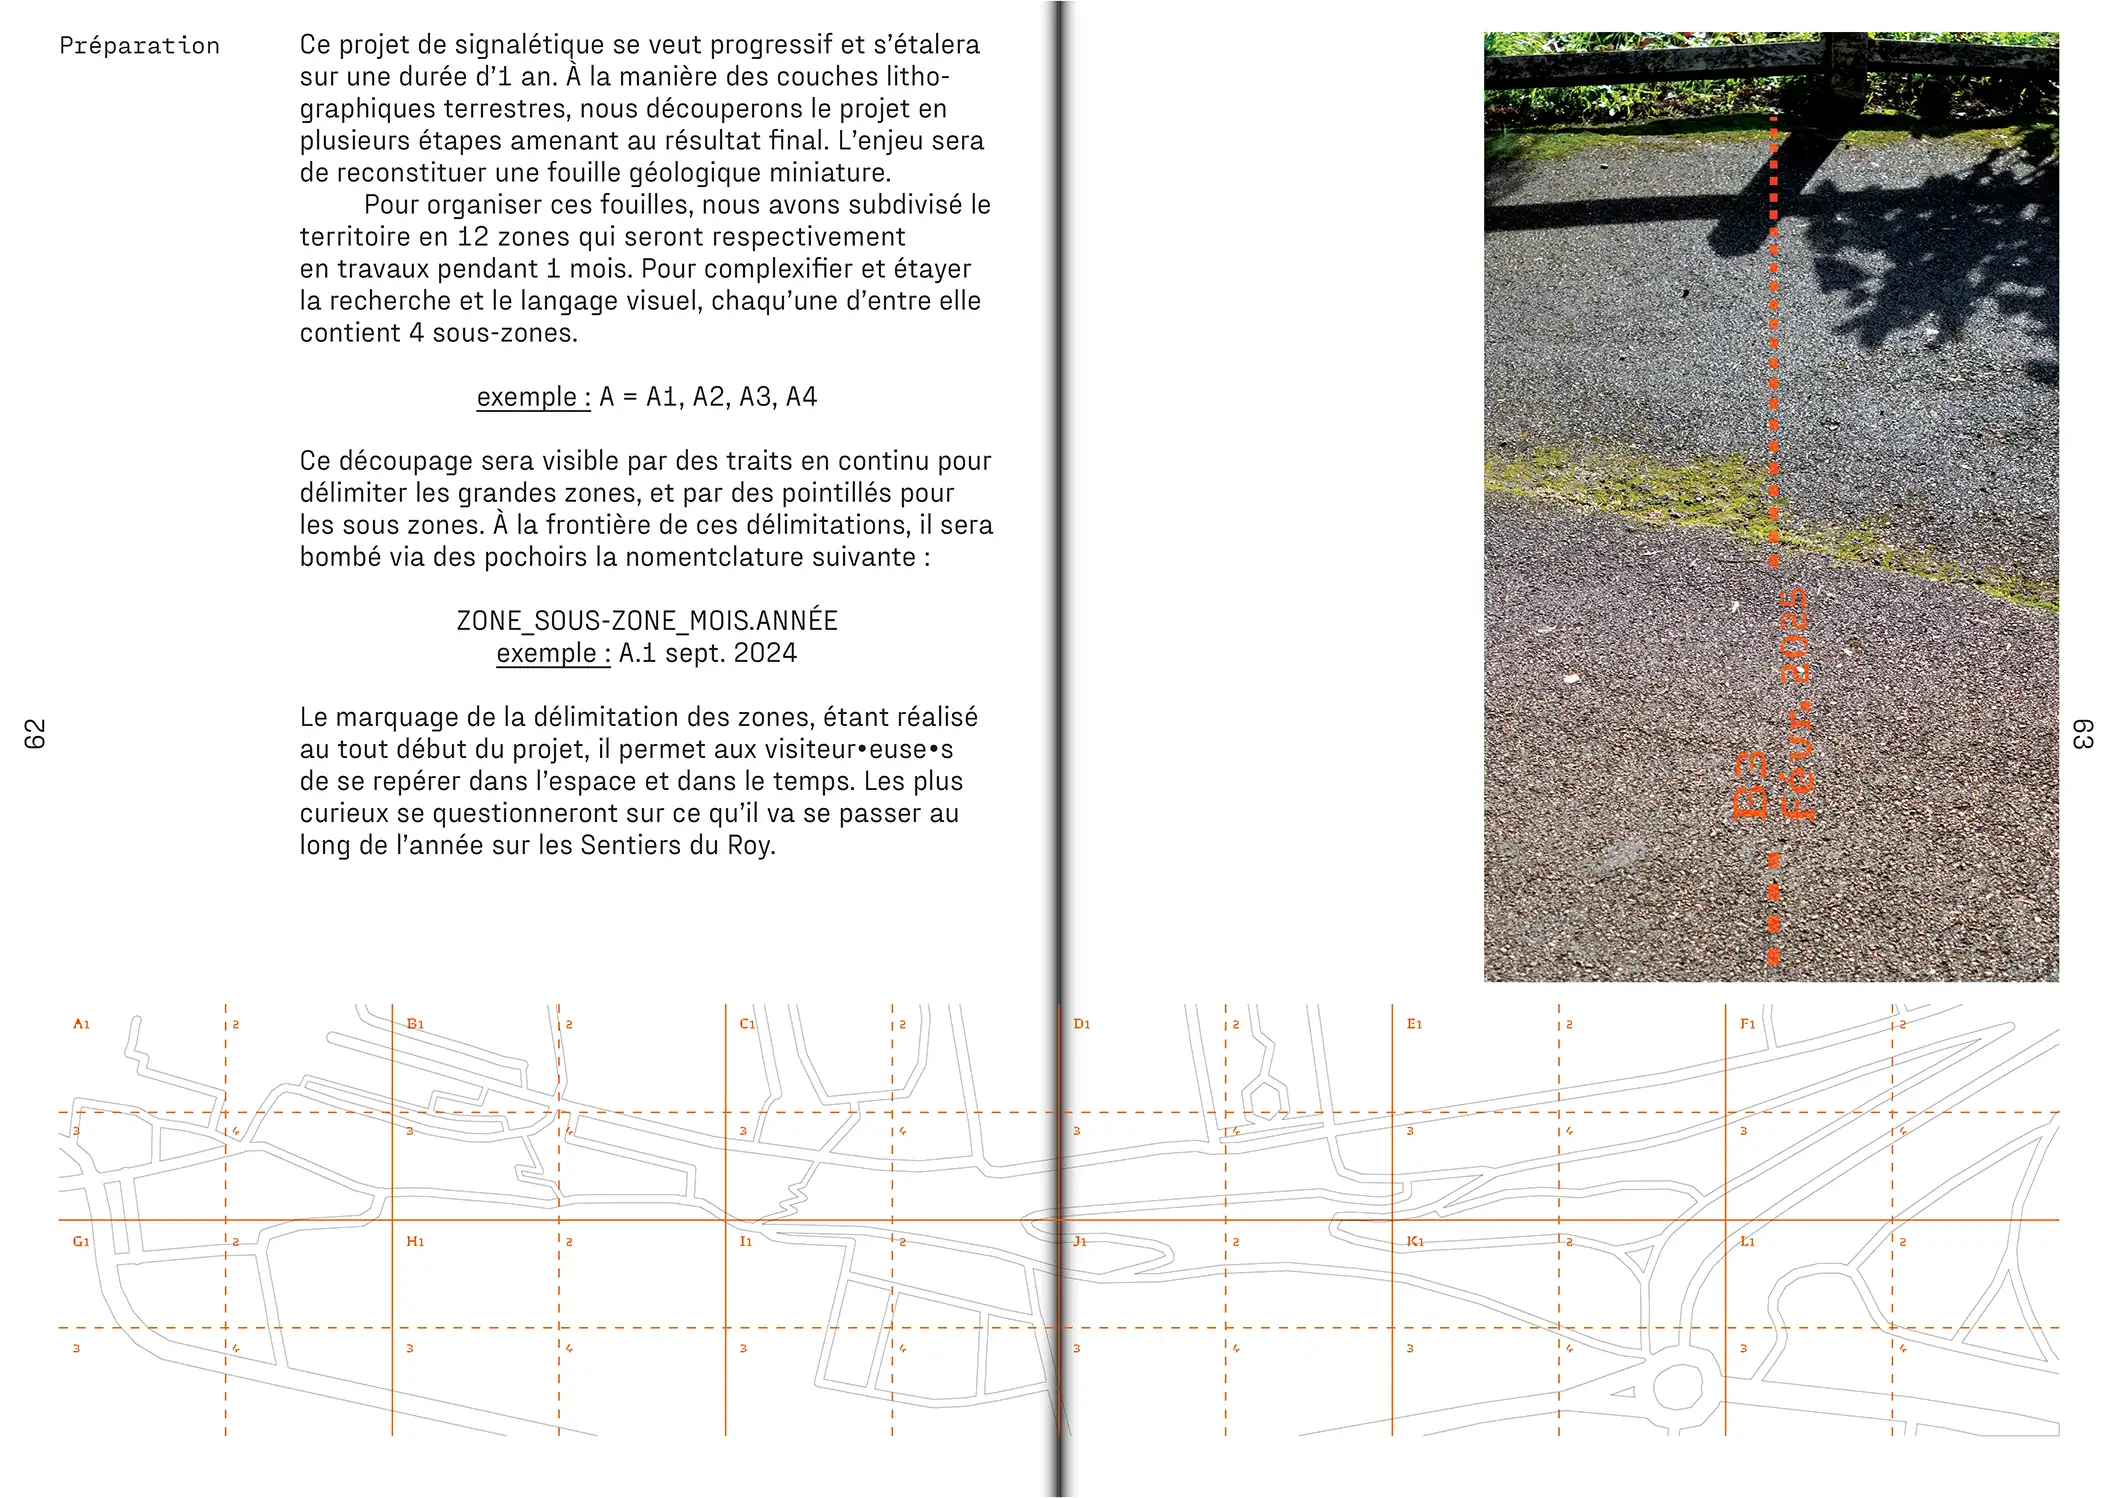 Préparation
Ce projet de signalétique se veut progressif et s’étalera
sur une durée d’1 an. À la manière des couches litho-
graphiques terrestres, nous découperons le projet en
plusieurs étapes amenant au résultat final. L’enjeu sera
de reconstituer une fouille géologique miniature.
Pour organiser ces fouilles, nous avons subdivisé le
territoire en 12 zones qui seront respectivement
en travaux pendant 1 mois. Pour complexifier et étayer
la recherche et le langage visuel, chaqu’une d’entre elle
contient 4 sous-zones.
exemple : A = A1, A2, A3, A4
Ce découpage sera visible par des traits en continu pour
délimiter les grandes zones, et par des pointillés pour
les sous zones. À la frontière de ces délimitations, il sera
bombé via des pochoirs la nomentclature suivante :
ZONE_SOUS-ZONE_MOIS.ANNÉE
exemple : A.1 sept. 2024
Le marquage de la délimitation des zones, étant réalisé
au tout début du projet, il permet aux visiteur•euse•s
de se repérer dans l’espace et dans le temps. Les plus
curieux se questionneront sur ce qu’il va se passer au
long de l’année sur les Sentiers du Roy.
62
B3
févr. 2025
63
A1 2 B1 2 C1 2 D1 2 E1 2 F1 2
3 4 3 4 3 4 3 4 3 4 3 4
G1 2 H1 2 I1 2 J1 2 K1 2 L1 2
3 4 3 4 3 4 3 4 3 4 3 4